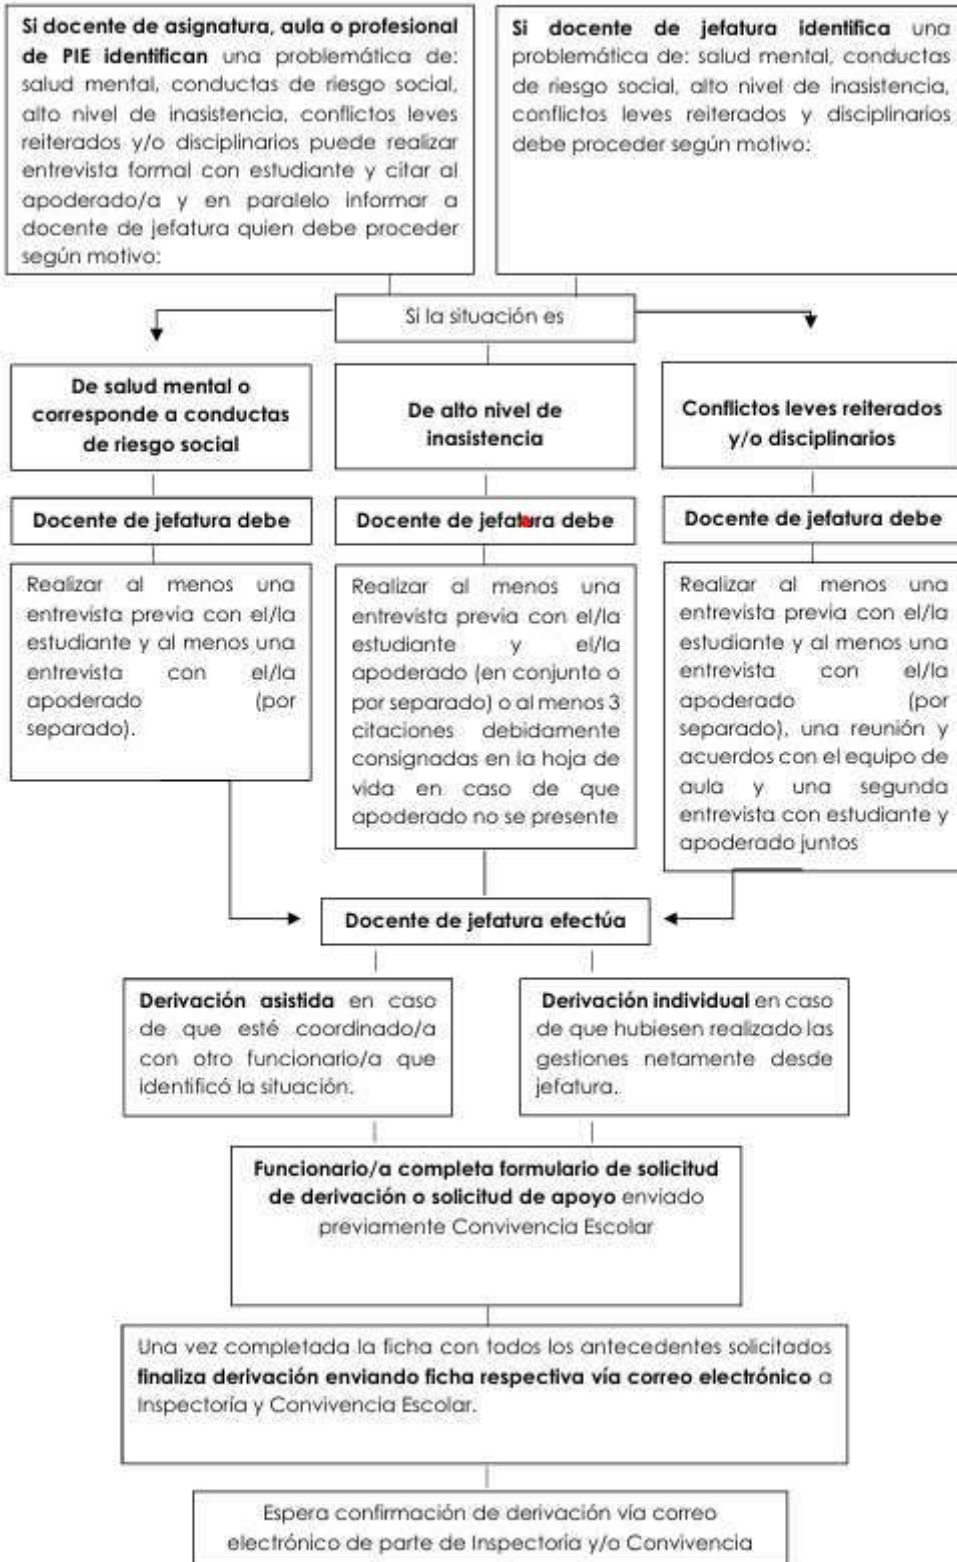 Si docente de asignatura, aula o profesional
de PIE identifican una problemática de:
salud mental, conductas de riesgo social,
alto nivel de inasistencia, conflictos leves
reiterados y/o disciplinarios puede realizar
entrevista formal con estudiante y citar al
apoderado/a y en paralelo informar a
docente de jefatura quien debe proceder
según motivo:
Si docente de jefatura identifica una
problemática de: salud mental, conductas
de riesgo social, alto nivel de inasistencia,
conflictos leves reiterados y disciplinarios
debe proceder según motivo:
Si la situación es
De salud mental o
corresponde a conductas
de riesgo social
De alto nivel de
inasistencia
Conflictos leves reiterados
y/o disciplinarios
Docente de jefatura debe
Docente de jefatura debe
Docente de jefatura debe
Realizar al menos una
entrevista previa con el/la
estudiante y al menos una
entrevista con el/la
apoderado (por
separado).
Realizar al menos una
entrevista previa con el/la
estudiante y el/la
apoderado (en conjunto o
por separado) o al menos 3
citaciones debidamente
consignadas en la hoja de
vida en caso de que
apoderado no se presente
Realizar al menos una
entrevista previa con el/la
estudiante y al menos una
entrevista con el/la
apoderado (por
separado), una reunión y
acuerdos con el equipo de
aula y una segunda
entrevista con estudiante y
apoderado juntos
Docente de jefatura efectúa
Derivación asistida en caso
de que esté coordinado/a
con otro funcionario/a que
identificó la situación.
Derivación individual en caso
de que hubiesen realizado las
gestiones netamente desde
jefatura.
Funcionario/a completa formulario de solicitud
de derivación o solicitud de apoyo enviado
previamente Convivencia Escolar
Una vez completada la ficha con todos los antecedentes solicitados
finaliza derivación enviando ficha respectiva vía correo electrónico a
Inspectoría y Convivencia Escolar.
Espera confirmación de derivación vía correo
electrónico de parte de Inspectoría y/o Convivencia